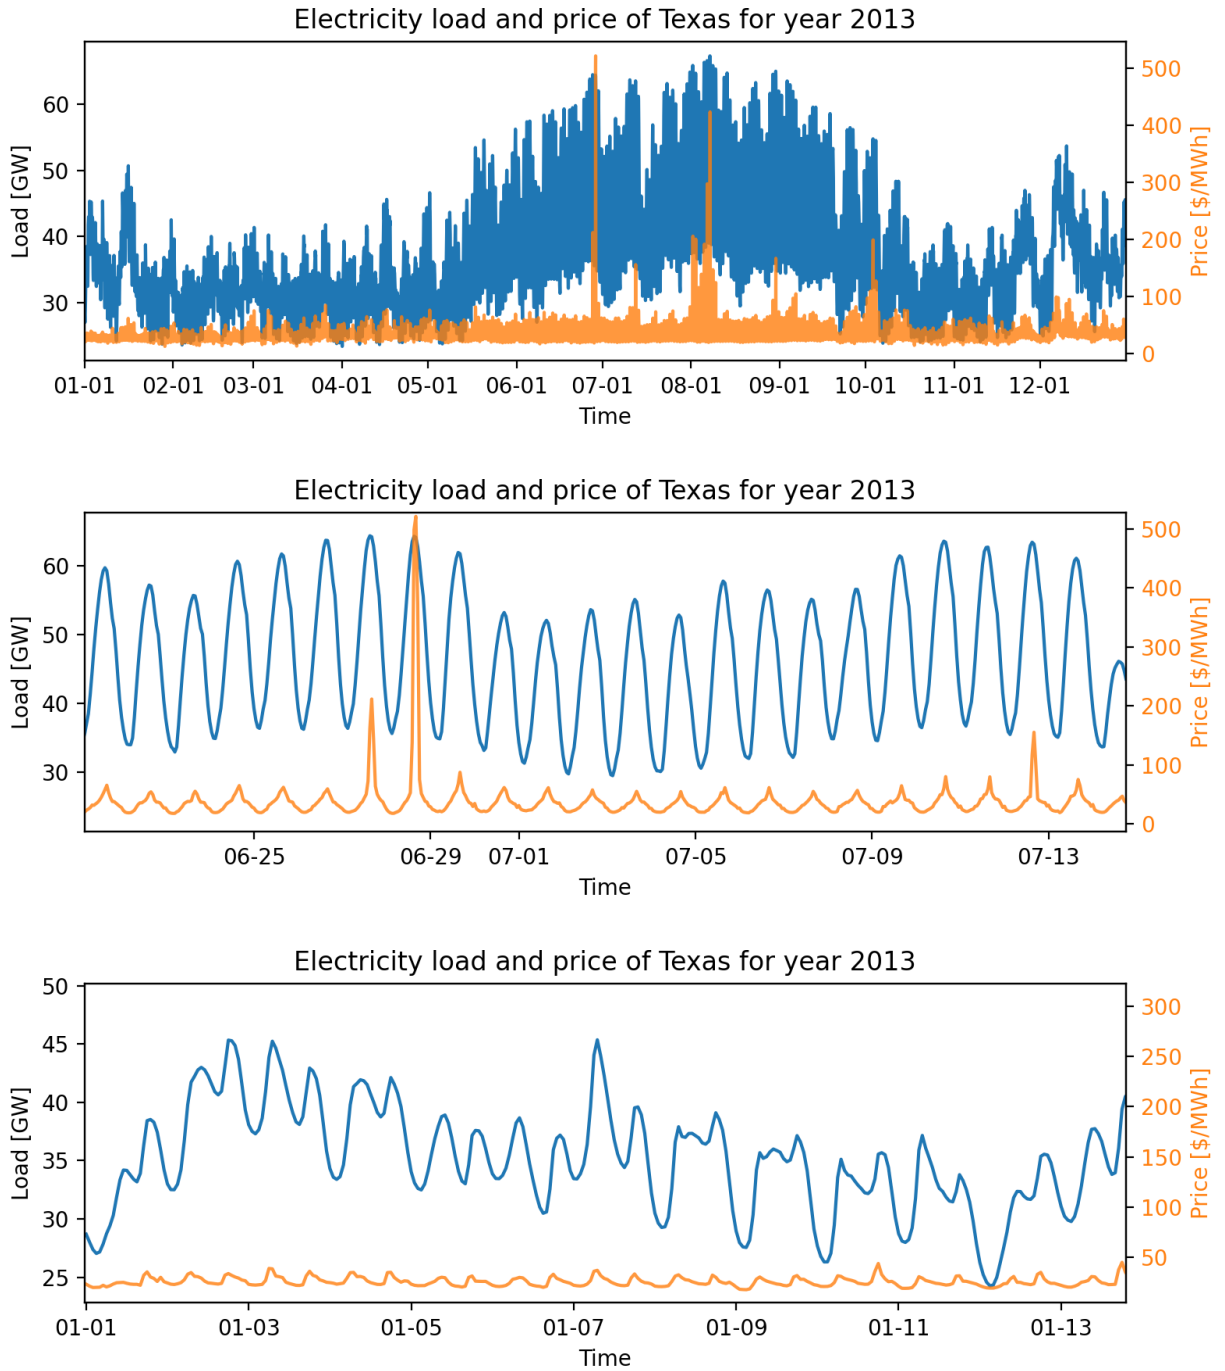 Electricity load and price of Texas for year 2013
Load [GW]
60
50
40
30
Price [$/MWh]
500
400
300
200
100
0
01-01 02-01 03-01 04-01 05-01 06-01 07-01 08-01 09-01 10-01 11-01 12-01
Time
Electricity load and price of Texas for year 2013
Load [GW]
60
50
40
30
Price [$/MWh]
500
400
300
200
100
0
06-25 06-29 07-01 07-05 07-09 07-13
Time
Electricity load and price of Texas for year 2013
Load [GW]
50
45
40
35
30
25
Price [$/MWh]
300
250
200
150
100
50
01-01 01-03 01-05 01-07 01-09 01-11 01-13
Time